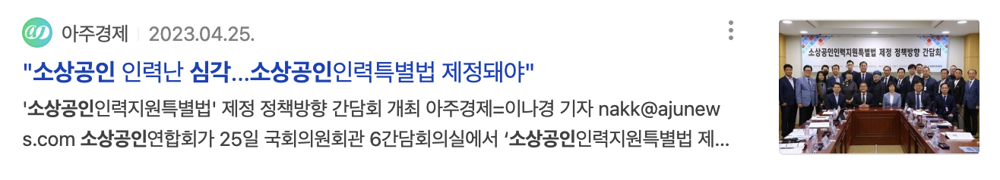 아주경제 2023.04.25.
"소상공인 인력난 심각...소상공인인력특별법 제정돼야"
'소상공인인력지원특별법' 제정 정책방향 간담회 개최 아주경제=이나경 기자 nakk@ajunew
s.com 소상공인연합회가 25일 국회의원회관 6간담회의실에서 ‘소상공인인력지원특별법 제...
소상공인인력지원특별법 제정 정책방향 간담회